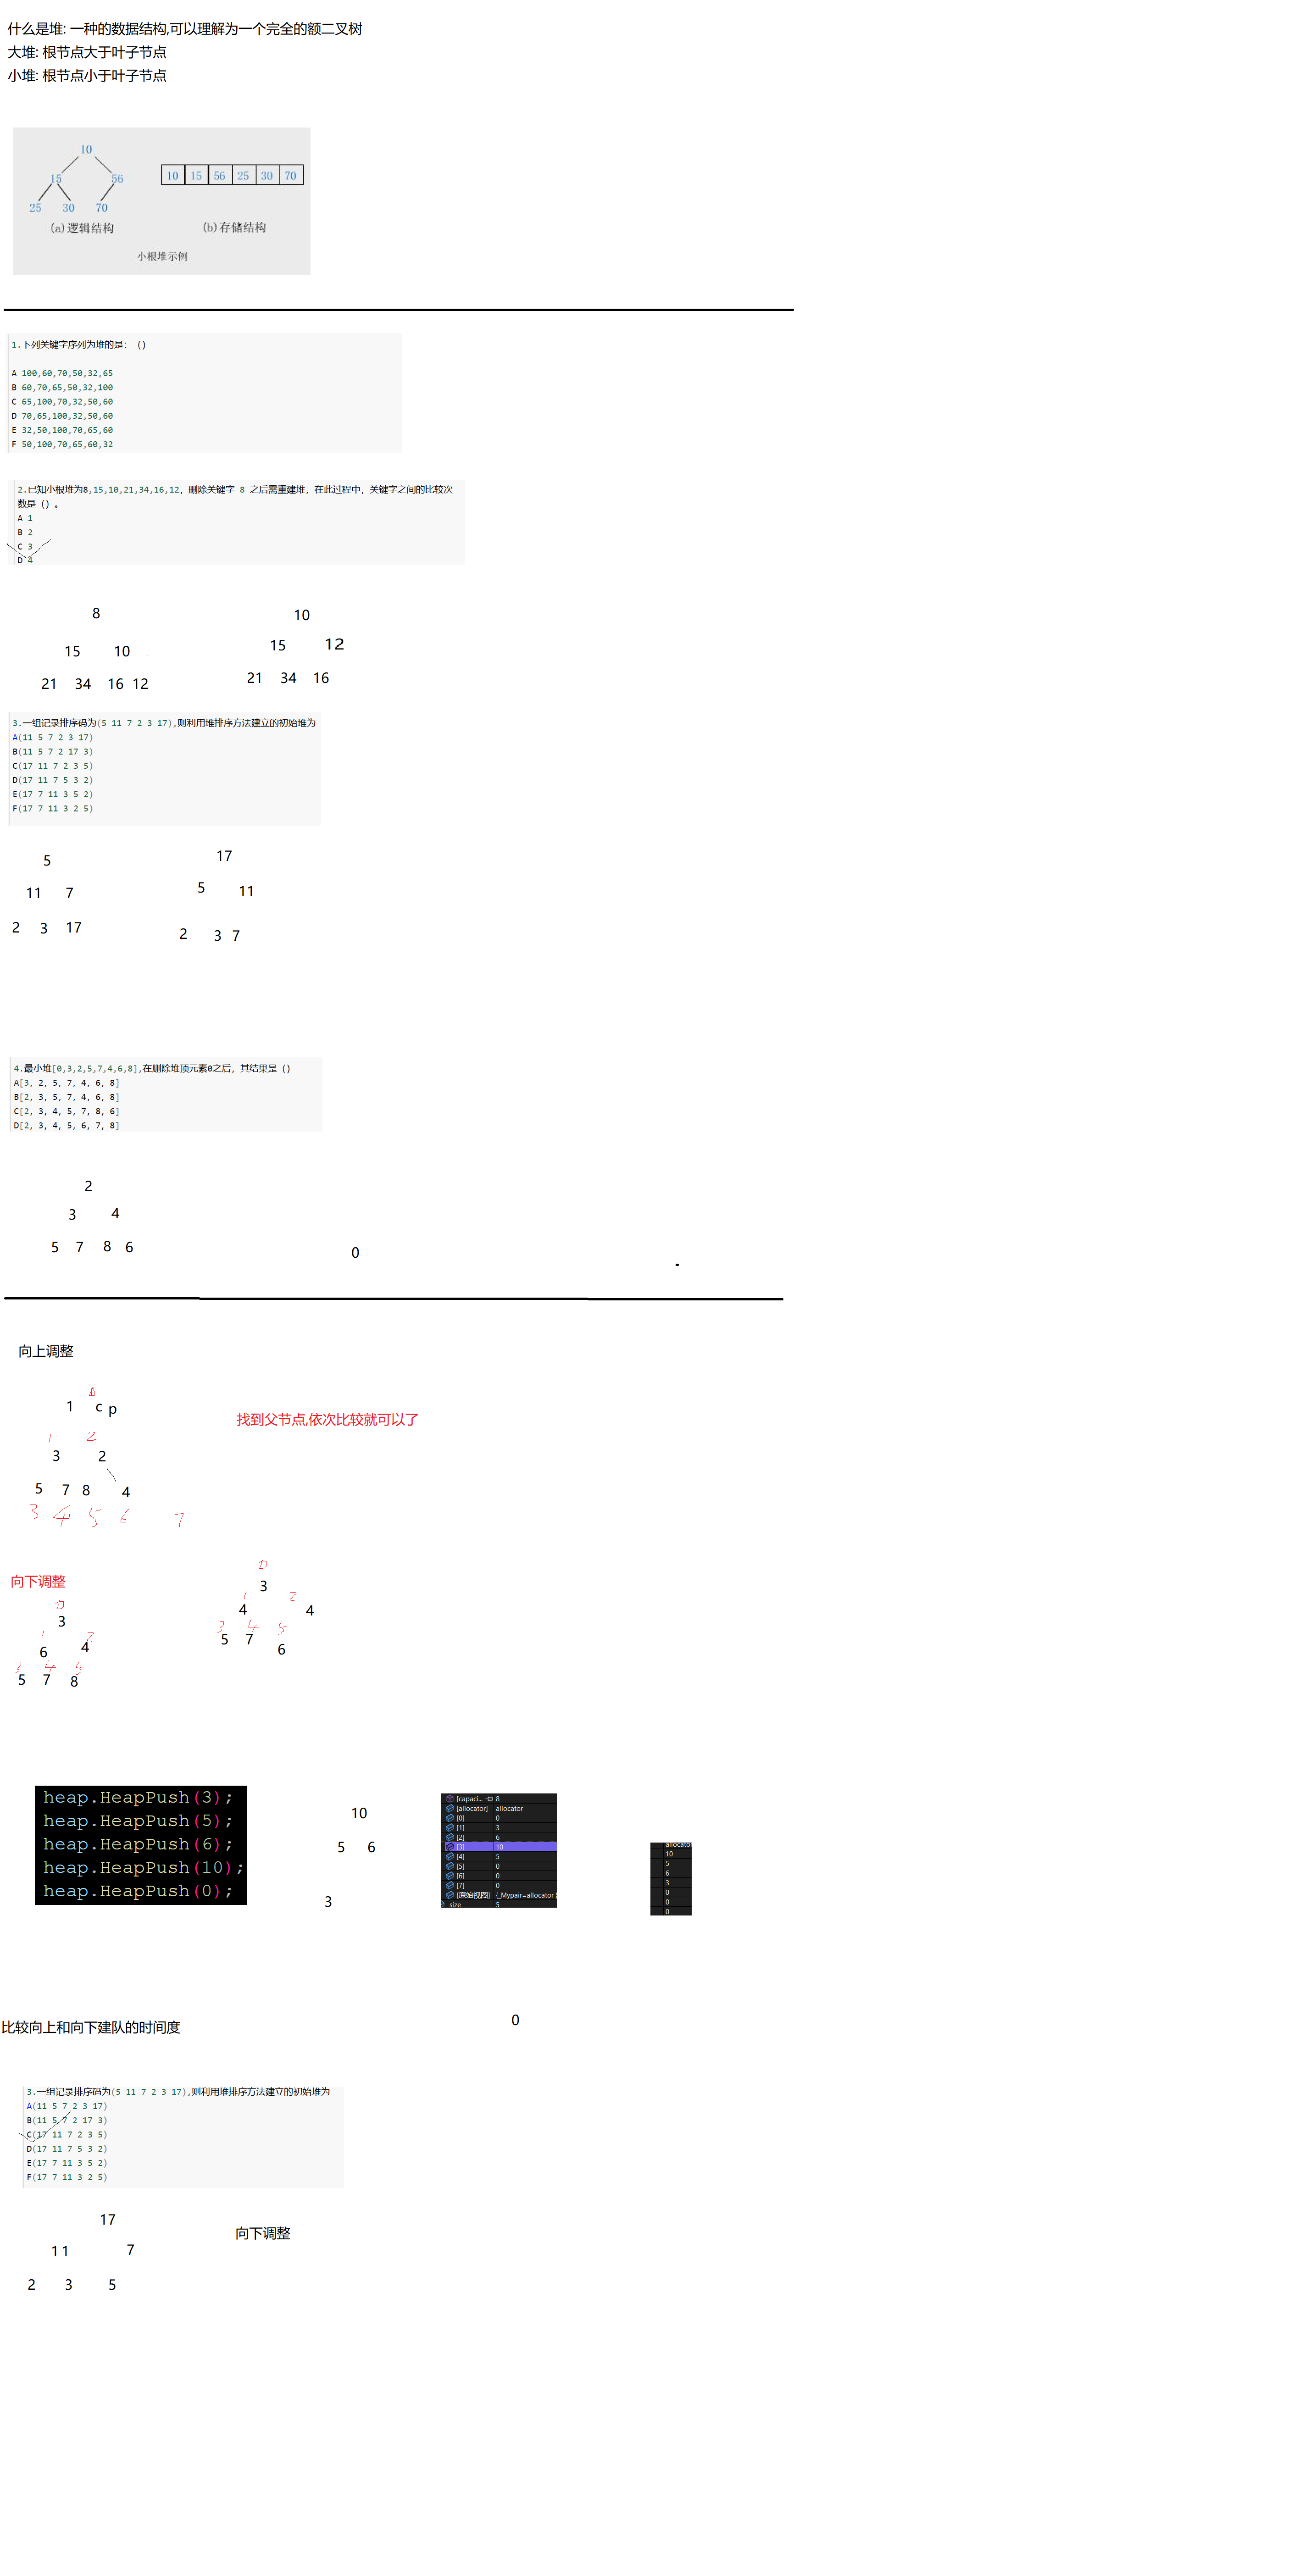 什么是堆: 一种的数据结构,可以理解为一个完全的额二叉树
大堆: 根节点大于叶子节点
小堆: 根节点小于叶子节点
10
15 56
25 30 70
(a)逻辑结构
10 15 56 25 30 70
(b)存储结构
小根堆示例
1.下列关键字序列为堆的是: ()
A 100,60,70,50,32,65
B 60,70,65,50,32,100
C 65,100,70,32,50,60
D 70,65,100,32,50,60
E 32,50,100,70,65,60
F 50,100,70,65,60,32
2.已知小根堆为8,15,10,21,34,16,12, 删除关键字 8 之后需重建堆, 在此过程中, 关键字之间的比较次
数是 () 。
A 1
B 2
C 3
D 4
8
15 10
21 34 16 12
10
15 12
21 34 16
3.一组记录排序码为(5 11 7 2 3 17),则利用堆排序方法建立的初始堆为
A(11 5 7 2 3 17)
B(11 5 7 2 17 3)
C(17 11 7 2 3 5)
D(17 11 7 5 3 2)
E(17 7 11 3 5 2)
F(17 7 11 3 2 5)
5
11 7
2 3 17
17
5 11
2 3 7
4.最小堆[0,3,2,5,7,4,6,8],在删除堆顶元素0之后, 其结果是 ()
A[3, 2, 5, 7, 4, 6, 8]
B[2, 3, 5, 7, 4, 6, 8]
C[2, 3, 4, 5, 7, 8, 6]
D[2, 3, 4, 5, 6, 7, 8]
2
3 4
5 7 8 6
0
向上调整
0
1 c p
找到父节点,依次比较就可以了
1 2
3 2
5 7 8 4
3 4 5 6 7
向下调整
0
3
1 2
6 4
3 4 5
5 7 8
0
3
1 2
4 4
3 4 5
5 7 6
heap.HeapPush(3);
heap.HeapPush(5);
heap.HeapPush(6);
heap.HeapPush(10);
heap.HeapPush(0);
10
5 6
3
[capaci... 8
[allocator] allocator
[0] 0
[1] 3
[2] 6
[3] 10
[4] 5
[5] 0
[6] 0
[7] 0
[原始视图] {_Mypair=allocator }
size 5
allocator
10
5
6
3
0
0
0
0
比较向上和向下建队的时间度
3.一组记录排序码为(5 11 7 2 3 17),则利用堆排序方法建立的初始堆为
A(11 5 7 2 3 17)
B(11 5 7 2 17 3)
C(17 11 7 2 3 5)
D(17 11 7 5 3 2)
E(17 7 11 3 5 2)
F(17 7 11 3 2 5)
17
11 7
2 3 5
向下调整